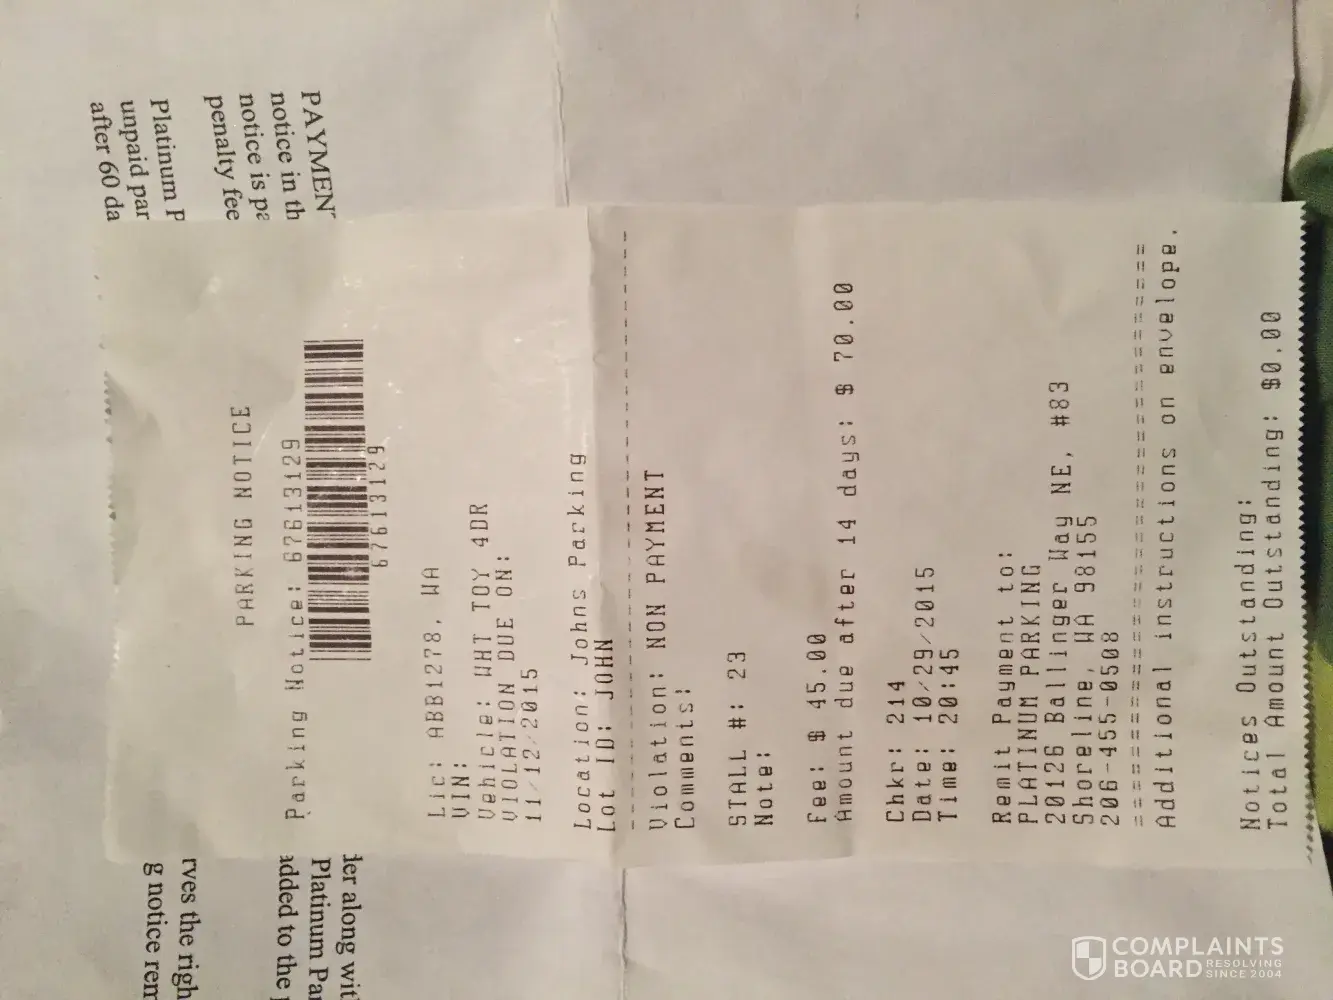 PARKING NOTICE
Parking Notice: 67613129
67613129
Lic: ABB1278, WA
VIN:
Vehicle: WHT TOY 4DR
VIOLATION DUE ON:
11/12/2015
Location: Johns Parking
Lot ID: JOHN
Violation: NON PAYMENT
Comments:
STALL #: 23
Note:
Fee: $ 45.00
Amount due after 14 days: $ 70.00
Chkr: 214
Date: 10/29/2015
Time: 20:45
Remit Payment to:
PLATINUM PARKING
20126 Ballinger Way NE, #83
Shoreline, WA 98155
206-455-0508
Additional instructions on envelope.
Notices Outstanding:
Total Amount Outstanding: $0.00
PAYMEN
notice in th
notice is pa
penalty fee
Platinum P
unpaid par
after 60 da
der along wit
Platinum Par
added to the
rves the righ
g notice rem
COMPLAINTS
BOARD RESOLVING
SINCE 2004